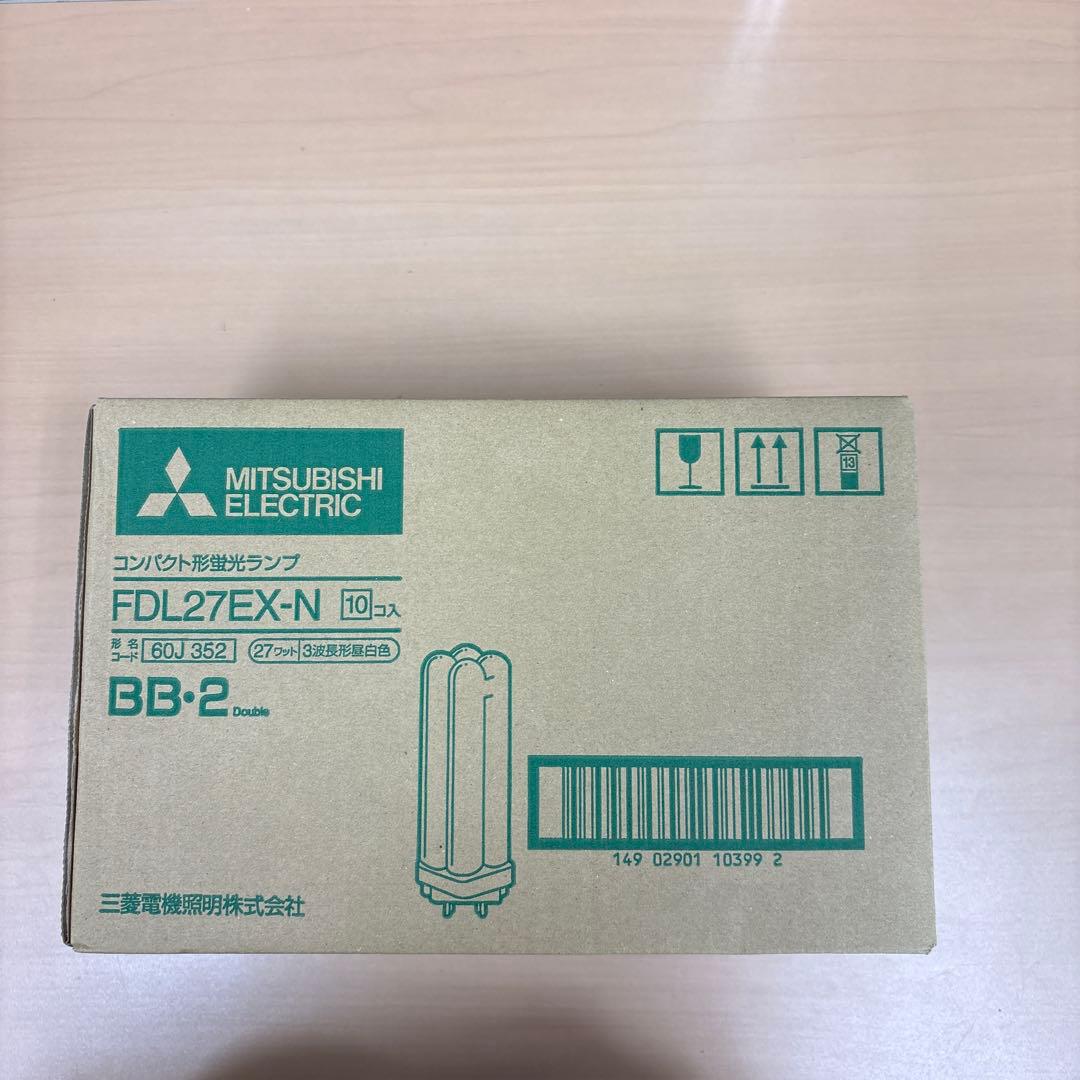 MITSUBISHI
ELECTRIC
コンパクト形蛍光ランプ
FDL27EX-N 10コ入
形名コード 60J 352 27ワット 3波長形昼白色
BB・2 Double
13
149 02901 10399 2
三菱電機照明株式会社